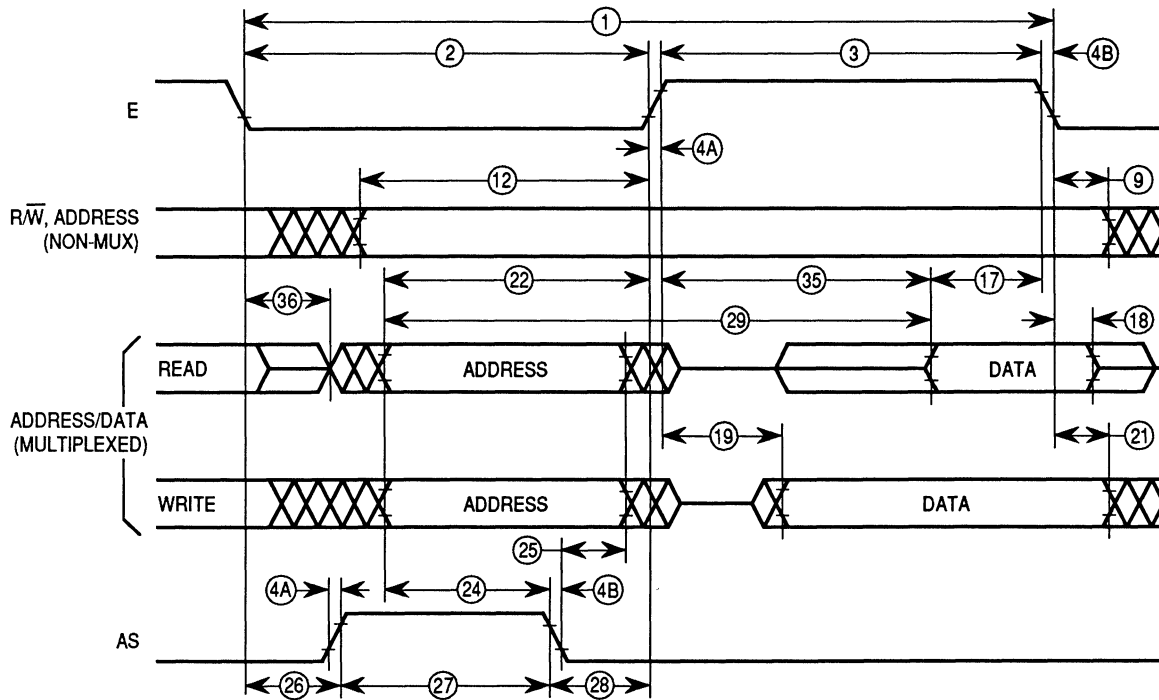 1
2
3
4B
E
4A
12
9
R/W̅, ADDRESS
(NON-MUX)
22
35
17
36
29
18
READ
ADDRESS
DATA
ADDRESS/DATA
(MULTIPLEXED)
19
21
WRITE
ADDRESS
DATA
25
4A
24
4B
AS
26
27
28